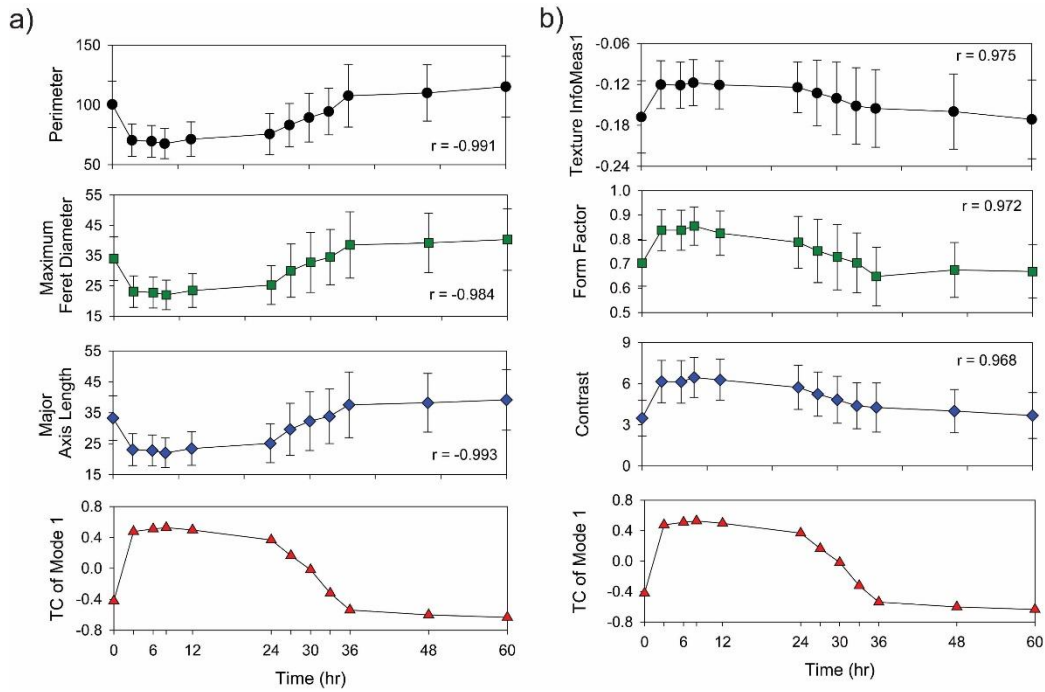 a)
150
100
50
Perimeter
r = -0.991
55
45
35
25
15
Maximum
Feret Diameter
r = -0.984
55
45
35
25
15
Major
Axis Length
r = -0.993
0.8
0.4
0.0
-0.4
-0.8
TC of Mode 1
0 6 12 24 30 36 48 60
Time (hr)
b)
-0.06
-0.12
-0.18
-0.24
Texture InfoMeas1
r = 0.975
1.0
0.9
0.8
0.7
0.6
0.5
Form Factor
r = 0.972
9
6
3
0
Contrast
r = 0.968
0.8
0.4
0.0
-0.4
-0.8
TC of Mode 1
0 6 12 24 30 36 48 60
Time (hr)